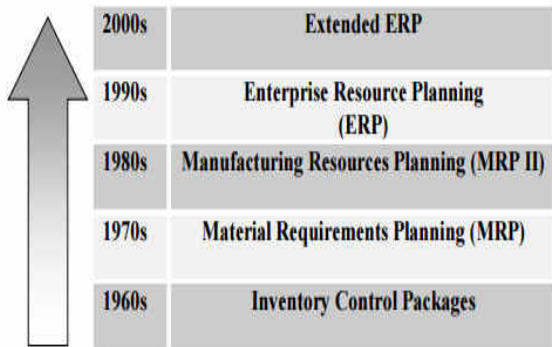 2000s Extended ERP
1990s Enterprise Resource Planning
(ERP)
1980s Manufacturing Resources Planning (MRP II)
1970s Material Requirements Planning (MRP)
1960s Inventory Control Packages